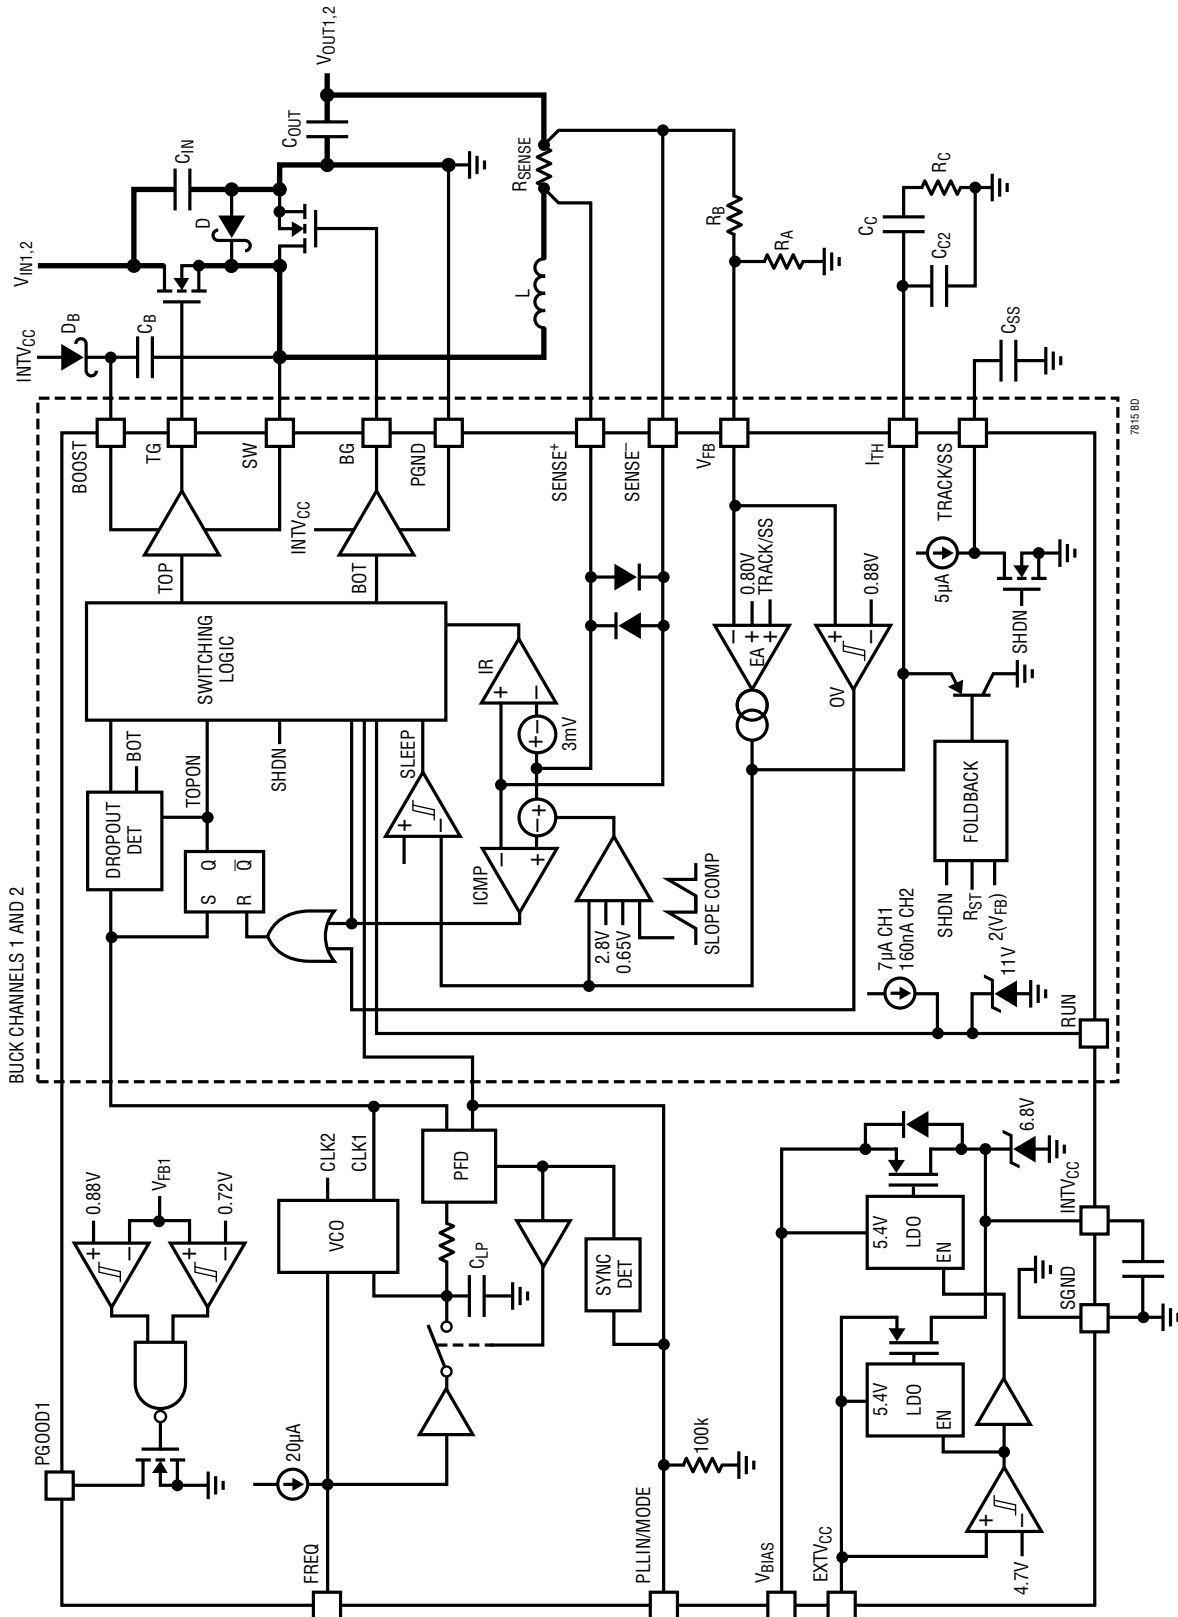 BUCK CHANNELS 1 AND 2
PGOOD1
0.88V
VFB1
0.72V
FREQ
20µA
VCO
CLK2
CLK1
PFD
CLP
SYNC
DET
PLLIN/MODE
100k
VBIAS
EXTVCC
4.7V
5.4V
LDO
EN
5.4V
LDO
EN
6.8V
INTVCC
SGND
RUN
11V
7µA CH1
160nA CH2
SHDN
RST
2(VFB)
FOLDBACK
DROPOUT
DET
BOT
TOPON
SHDN
S Q
R Q̅
SWITCHING
LOGIC
SLEEP
ICMP
IR
3mV
2.8V
0.65V
SLOPE COMP
TOP
BOT
INTVCC
BOOST
TG
SW
BG
PGND
SENSE+
SENSE–
VFB
ITH
TRACK/SS
EA
0.80V
TRACK/SS
OV
0.88V
5µA
SHDN
INTVCC
DB
CB
VIN1,2
CIN
D
COUT
VOUT1,2
RSENSE
L
RB
RA
CC
RC
CC2
CSS
7815 BD